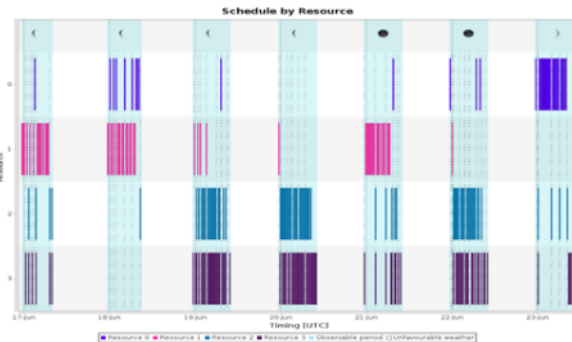 Schedule by Resource
0
1
2
3
Resource
17-Jun
18-Jun
19-Jun
20-Jun
21-Jun
22-Jun
23-Jun
Timing [UTC]
Resource 0 Resource 1 Resource 2 Resource 3 Observable period Unfavourable weather